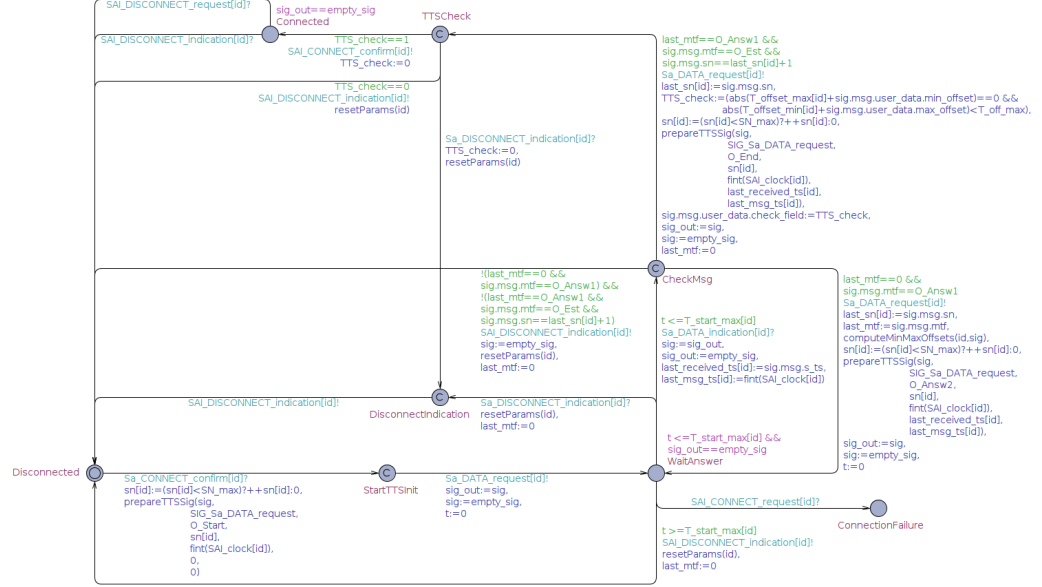 SAI_DISCONNECT_request[id]?
sig_out==empty_sig
Connected
TTSCheck
SAI_DISCONNECT_indication[id]?
TTS_check==1
SAI_CONNECT_confirm[id]!
TTS_check:=0
TTS_check==0
SAI_DISCONNECT_indication[id]!
resetParams(id)
Sa_DISCONNECT_indication[id]?
TTS_check:=0,
resetParams(id)
last_mtf==O_Answ1 &&
sig.msg.mtf==O_Est &&
sig.msg.sn==last_sn[id]+1
Sa_DATA_request[id]!
last_sn[id]:=sig.msg.sn,
TTS_check:=(abs(T_offset_max[id]+sig.msg.user_data.min_offset)==0 &&
abs(T_offset_min[id]+sig.msg.user_data.max_offset)<T_off_max),
sn[id]:=(sn[id]<SN_max)?++sn[id]:0,
prepareTTSSig(sig,
SIG_Sa_DATA_request,
O_End,
sn[id],
fint(SAI_clock[id]),
last_received_ts[id],
last_msg_ts[id]),
sig.msg.user_data.check_field:=TTS_check,
sig_out:=sig,
sig:=empty_sig,
last_mtf:=0
CheckMsg
!(last_mtf==0 &&
sig.msg.mtf==O_Answ1) &&
!(last_mtf==O_Answ1 &&
sig.msg.mtf==O_Est &&
sig.msg.sn==last_sn[id]+1)
SAI_DISCONNECT_indication[id]!
sig:=empty_sig,
resetParams(id),
last_mtf:=0
t <=T_start_max[id]
Sa_DATA_indication[id]?
sig:=sig_out,
sig_out:=empty_sig,
last_received_ts[id]:=sig.msg.s_ts,
last_msg_ts[id]:=fint(SAI_clock[id])
last_mtf==0 &&
sig.msg.mtf==O_Answ1
Sa_DATA_request[id]!
last_sn[id]:=sig.msg.sn,
last_mtf:=sig.msg.mtf,
computeMinMaxOffsets(id,sig),
sn[id]:=(sn[id]<SN_max)?++sn[id]:0,
prepareTTSSig(sig,
SIG_Sa_DATA_request,
O_Answ2,
sn[id],
fint(SAI_clock[id]),
last_received_ts[id],
last_msg_ts[id]),
sig_out:=sig,
sig:=empty_sig,
t:=0
SAI_DISCONNECT_indication[id]!
DisconnectIndication
Sa_DISCONNECT_indication[id]?
resetParams(id),
last_mtf:=0
t <=T_start_max[id] &&
sig_out==empty_sig
WaitAnswer
Disconnected
Sa_CONNECT_confirm[id]?
sn[id]:=(sn[id]<SN_max)?++sn[id]:0,
prepareTTSSig(sig,
SIG_Sa_DATA_request,
O_Start,
sn[id],
fint(SAI_clock[id]),
0,
0)
StartTTSInit
Sa_DATA_request[id]!
sig_out:=sig,
sig:=empty_sig,
t:=0
SAI_CONNECT_request[id]?
ConnectionFailure
t >=T_start_max[id]
SAI_DISCONNECT_indication[id]!
resetParams(id),
last_mtf:=0